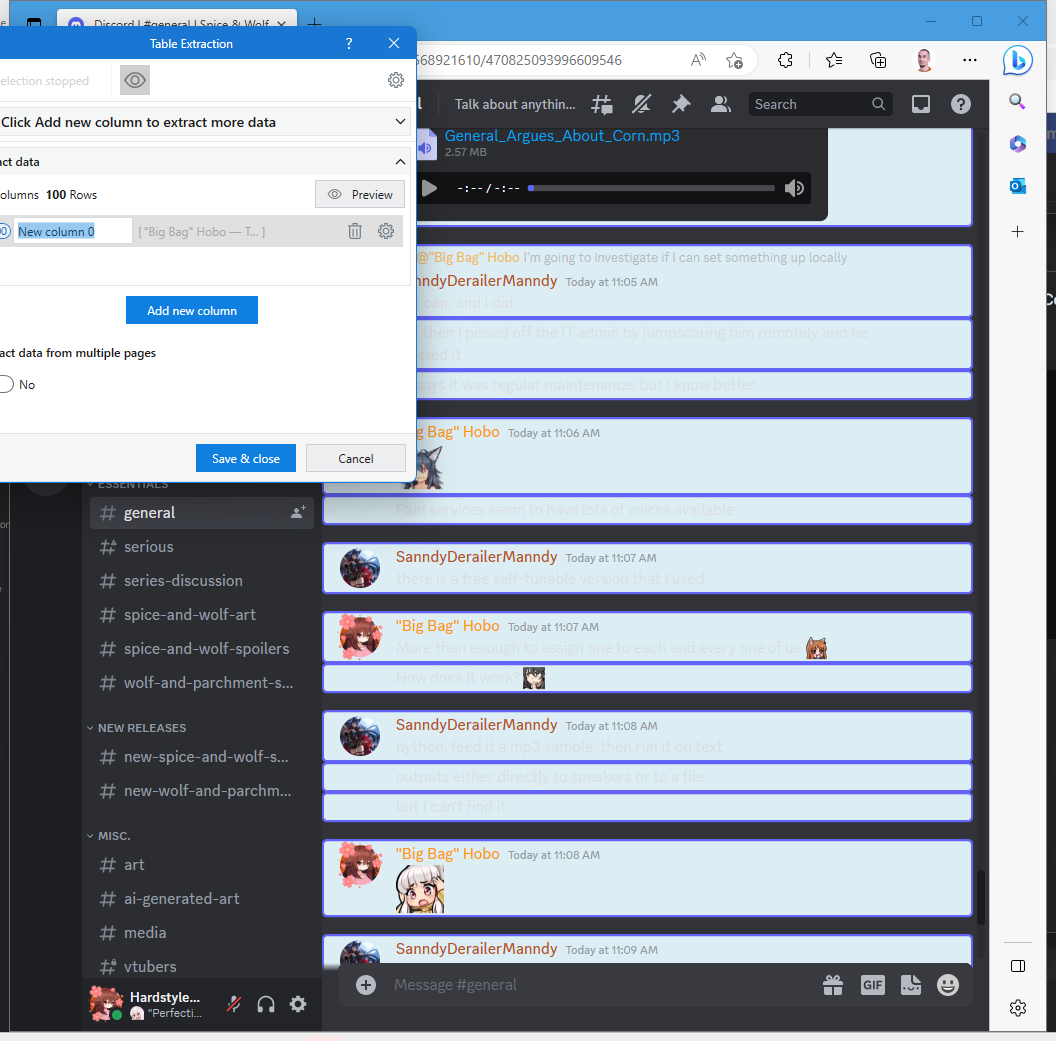 Discord | #general | Spice & Wolf
Table Extraction
?
568921610/470825093996609546
election stopped
Click Add new column to extract more data
act data
olumns 100 Rows
Preview
New column 0
["Big Bag" Hobo — T... ]
Add new column
act data from multiple pages
No
Save & close
Cancel
Talk about anythin...
Search
General_Argues_About_Corn.mp3
2.57 MB
-:-- / -:--
@"Big Bag" Hobo I'm going to investigate if I can set something up locally
nndyDerailerManndy Today at 11:05 AM
can, and I did
then I pissed off the IT admin by jumpscaring him remotely and he
eted it
says it was regular maintenance, but I know better
g Bag" Hobo Today at 11:06 AM
Paid services seem to have lots of voices available
SanndyDerailerManndy Today at 11:07 AM
there is a free self-tunable version that I used
"Big Bag" Hobo Today at 11:07 AM
More than enough to assign one to each and every one of us
How does it work?
SanndyDerailerManndy Today at 11:08 AM
python, feed it a mp3 sample, then run it on text
outputs either directly to speakers or to a file
but I can't find it
"Big Bag" Hobo Today at 11:08 AM
SanndyDerailerManndy Today at 11:09 AM
Message #general
GIF
ESSENTIALS
general
serious
series-discussion
spice-and-wolf-art
spice-and-wolf-spoilers
wolf-and-parchment-s...
NEW RELEASES
new-spice-and-wolf-s...
new-wolf-and-parchm...
MISC.
art
ai-generated-art
media
vtubers
Hardstyle...
"Perfecti...